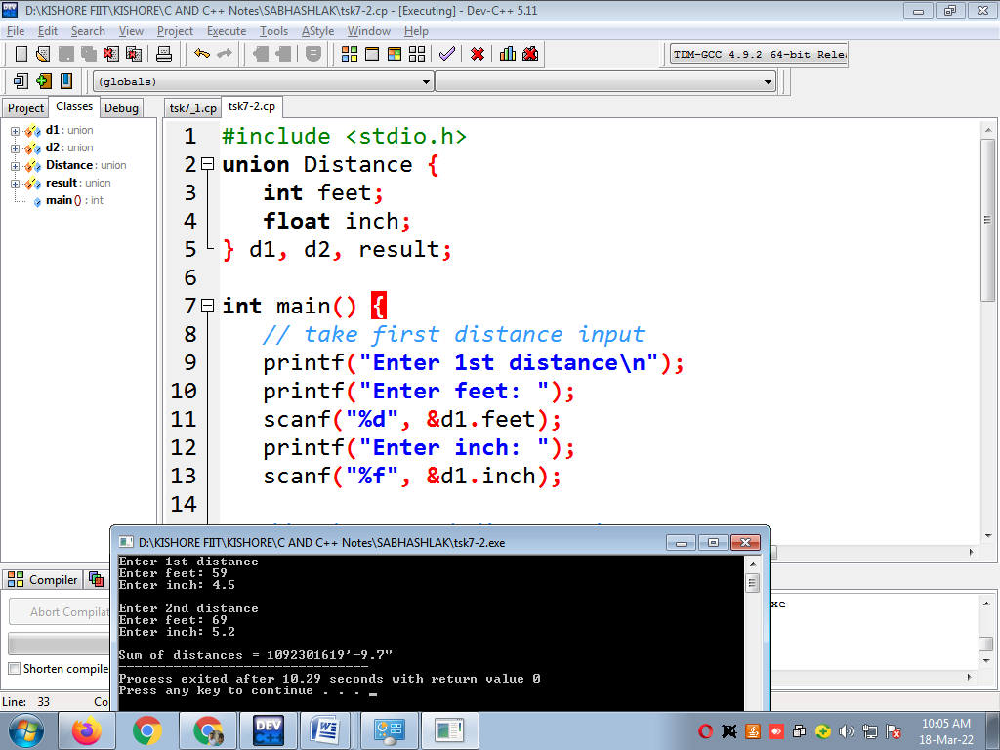 D:\KISHORE FIIT\KISHORE\C AND C++ Notes\SABHASHLAK\tsk7-2.cp - [Executing] - Dev-C++ 5.11
File Edit Search View Project Execute Tools AStyle Window Help
TDM-GCC 4.9.2 64-bit Rele
(globals)
Project Classes Debug
tsk7_1.cp tsk7-2.cp
d1 : union
d2 : union
Distance : union
result : union
main () : int
1 #include <stdio.h>
2 union Distance {
3 int feet;
4 float inch;
5 } d1, d2, result;
6
7 int main() {
8 // take first distance input
9 printf("Enter 1st distance\n");
10 printf("Enter feet: ");
11 scanf("%d", &d1.feet);
12 printf("Enter inch: ");
13 scanf("%f", &d1.inch);
14
Compiler
Abort Compilat
Shorten compile
xe
Line: 33 Co
D:\KISHORE FIIT\KISHORE\C AND C++ Notes\SABHASHLAK\tsk7-2.exe
Enter 1st distance
Enter feet: 59
Enter inch: 4.5
Enter 2nd distance
Enter feet: 69
Enter inch: 5.2
Sum of distances = 1092301619'-9.7"
--------------------------------
Process exited after 10.29 seconds with return value 0
Press any key to continue . . . _
DEV C++
10:05 AM
18-Mar-22